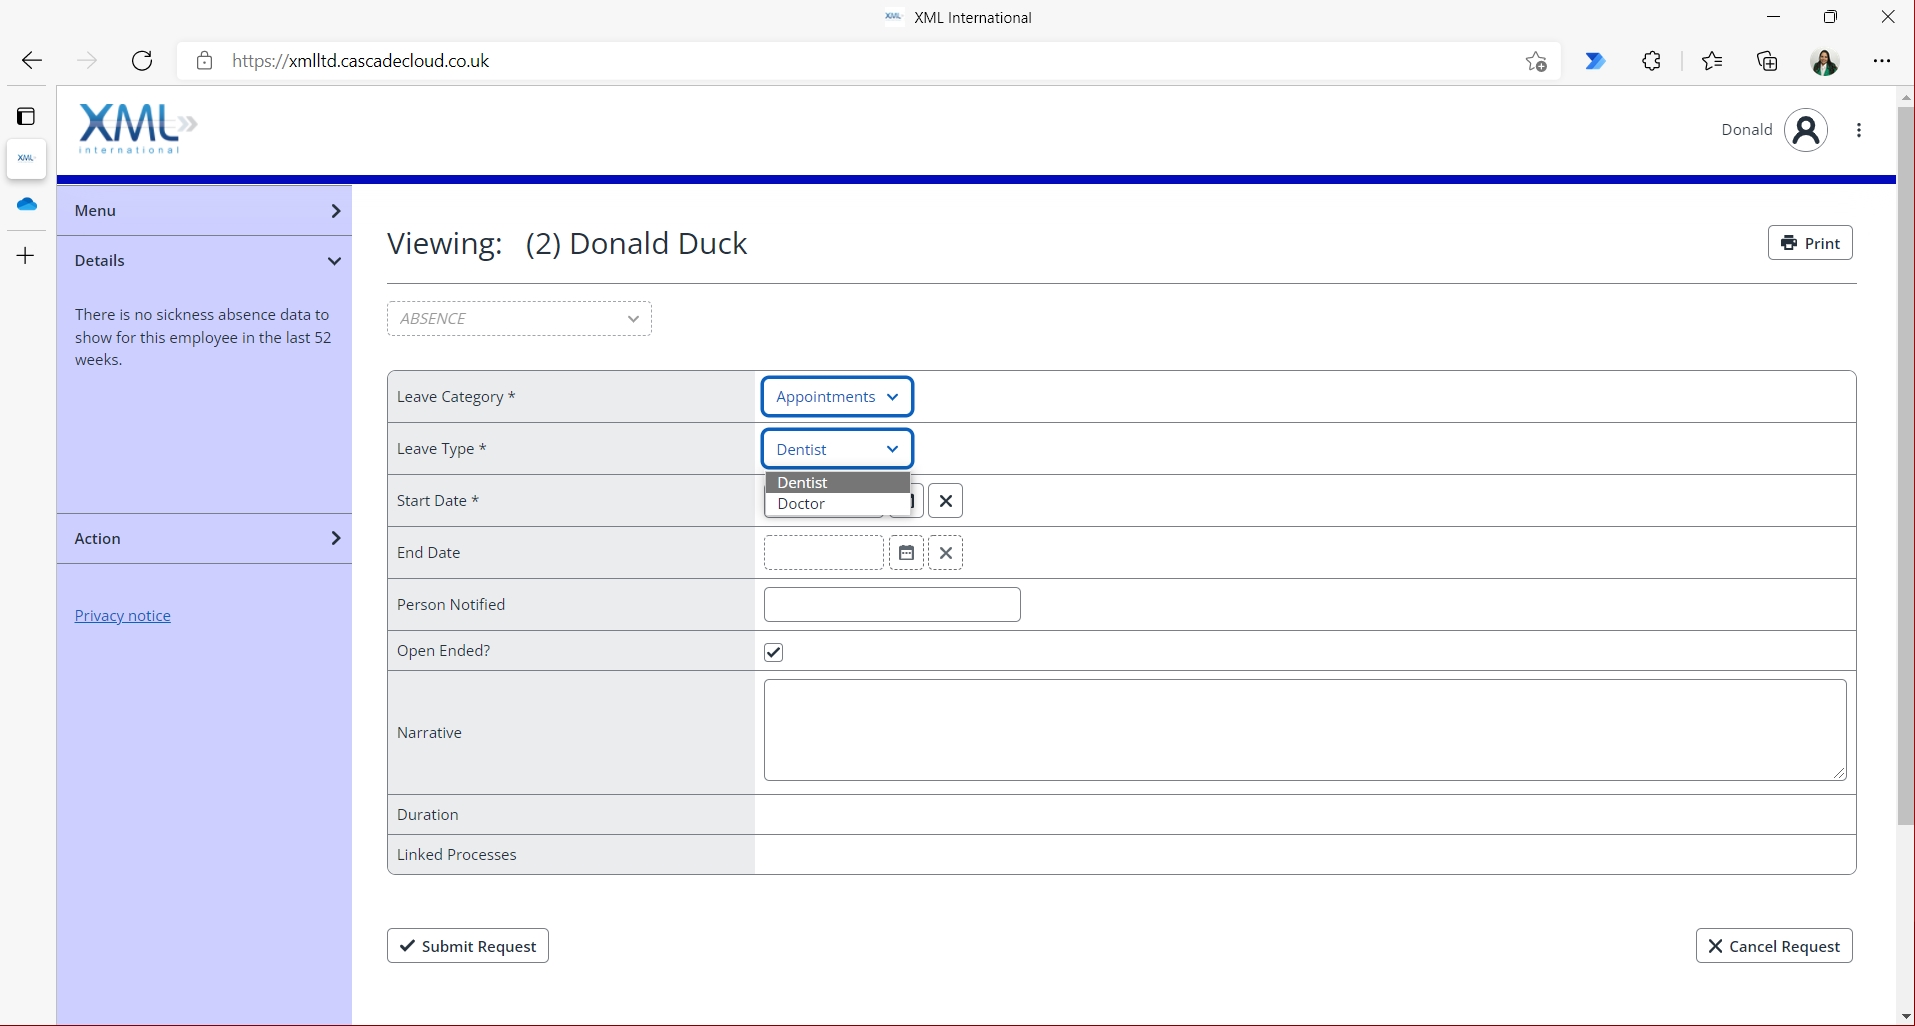 XML International
https://xmlltd.cascadecloud.co.uk
XML
international
Donald
XML
Menu
Details
There is no sickness absence data to
show for this employee in the last 52
weeks.
Action
Privacy notice
Viewing: (2) Donald Duck
Print
ABSENCE
Leave Category *
Appointments
Leave Type *
Dentist
Dentist
Doctor
Start Date *
End Date
Person Notified
Open Ended?
Narrative
Duration
Linked Processes
Submit Request
Cancel Request